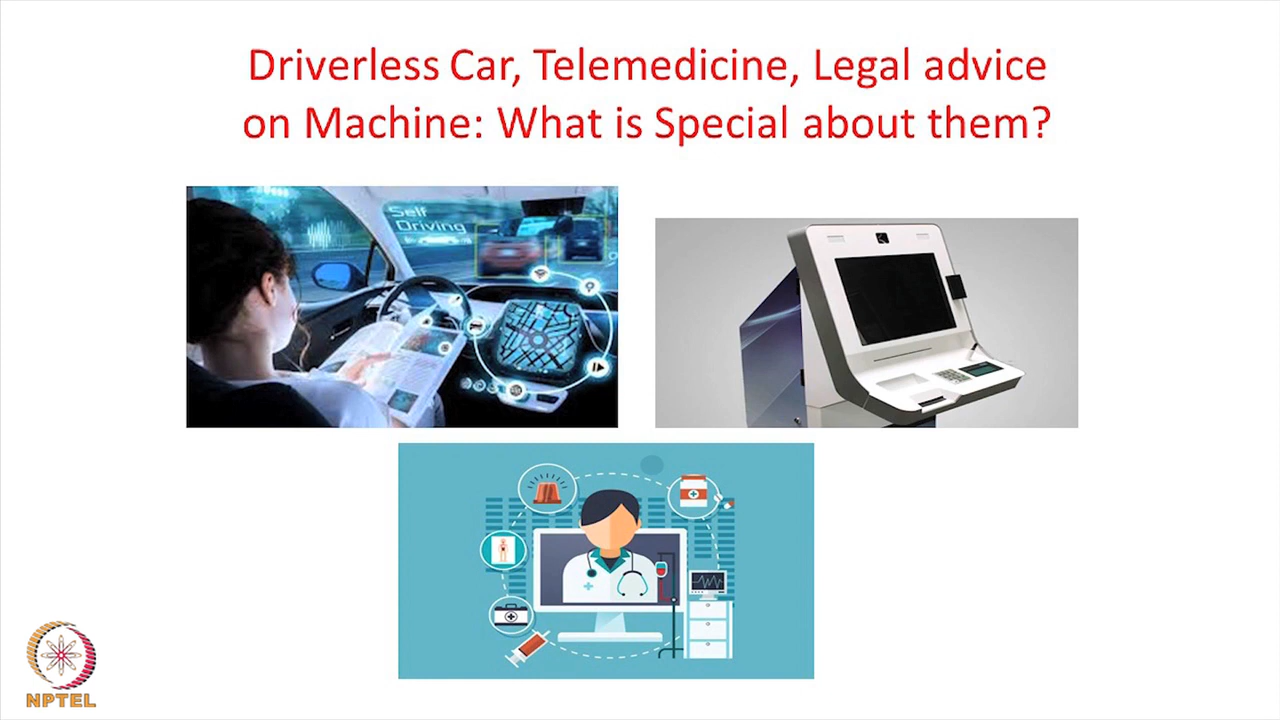 Driverless Car, Telemedicine, Legal advice
on Machine: What is Special about them?
Self
Driving
NPTEL